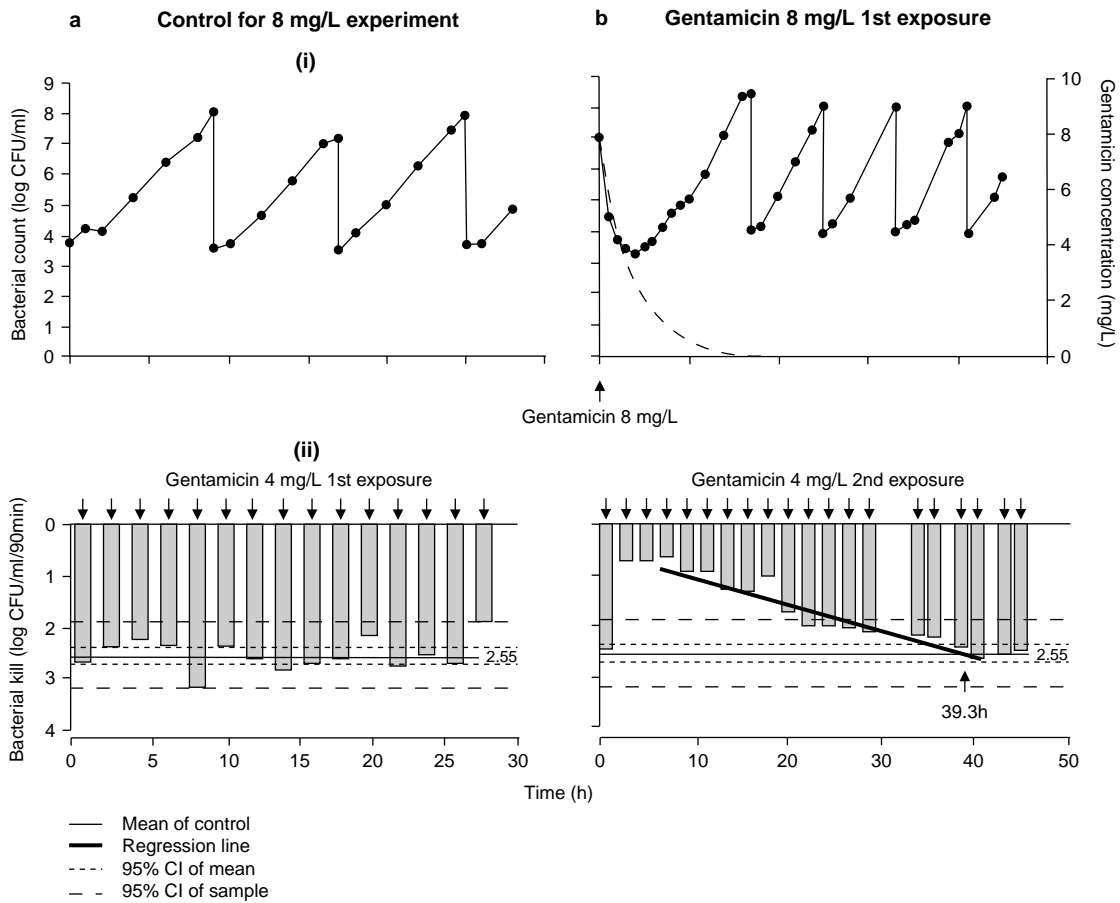 a Control for 8 mg/L experiment
(i)
Bacterial count (log CFU/ml)
9
8
7
6
5
4
3
2
1
0
b Gentamicin 8 mg/L 1st exposure
10
8
6
4
2
0
Gentamicin concentration (mg/L)
Gentamicin 8 mg/L
(ii)
Gentamicin 4 mg/L 1st exposure
Bacterial kill (log CFU/ml/90min)
0
1
2
3
4
2.55
0 5 10 15 20 25 30
Gentamicin 4 mg/L 2nd exposure
2.55
39.3h
0 10 20 30 40 50
Time (h)
Mean of control
Regression line
95% CI of mean
95% CI of sample